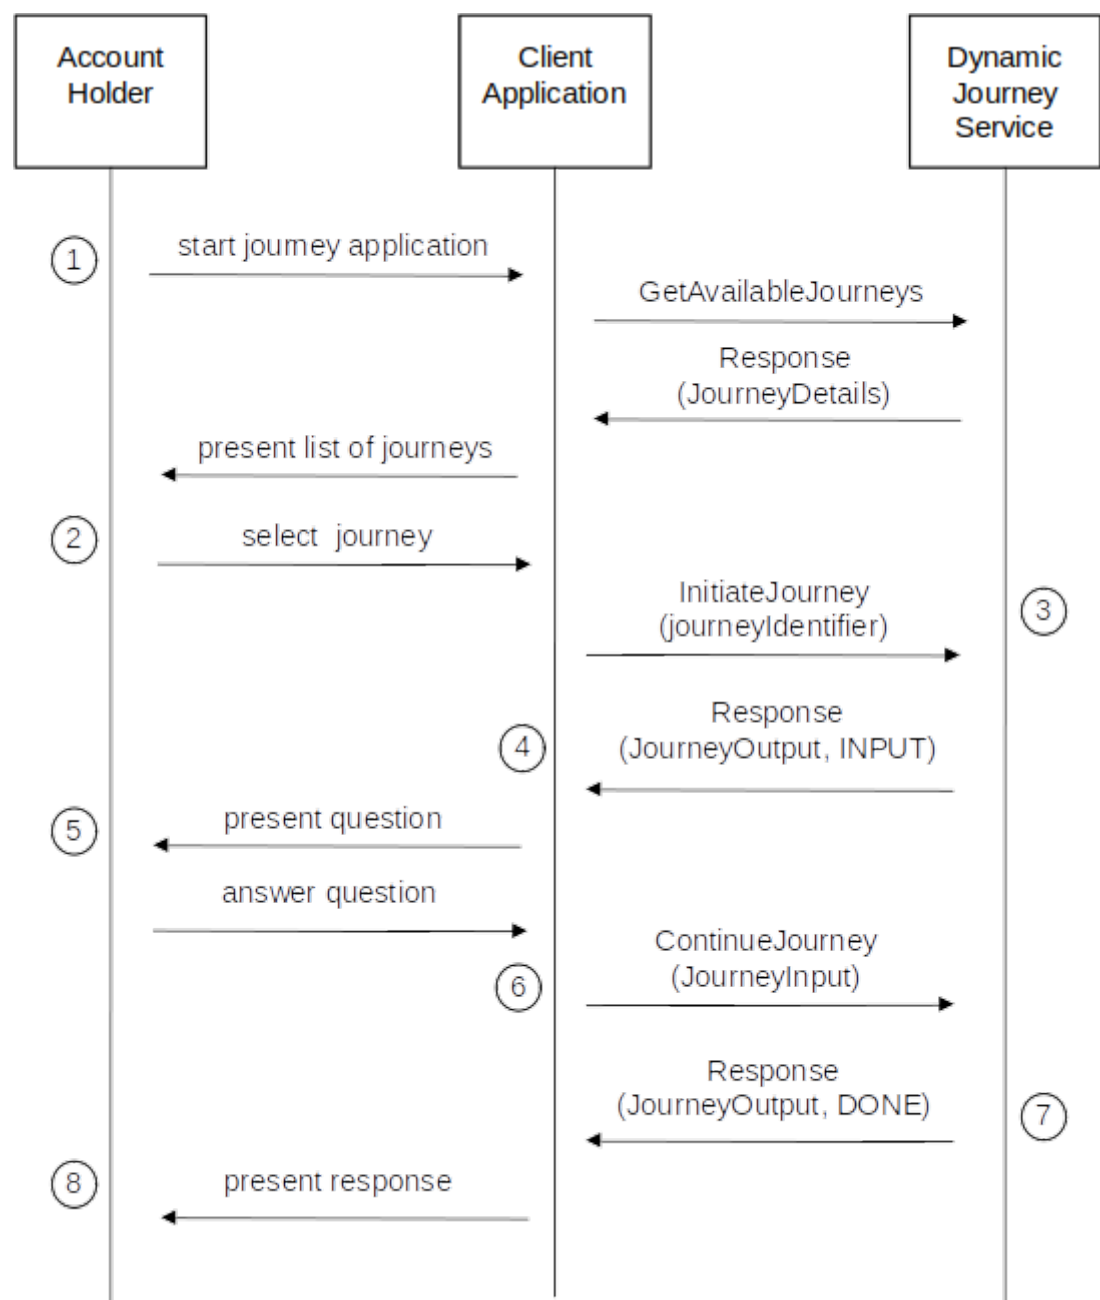 Account
Holder
Client
Application
Dynamic
Journey
Service
1
start journey application
GetAvailableJourneys
Response
(JourneyDetails)
present list of journeys
2
select journey
InitiateJourney
(journeyIdentifier)
3
Response
(JourneyOutput, INPUT)
4
5
present question
answer question
ContinueJourney
(JourneyInput)
6
Response
(JourneyOutput, DONE)
7
8
present response